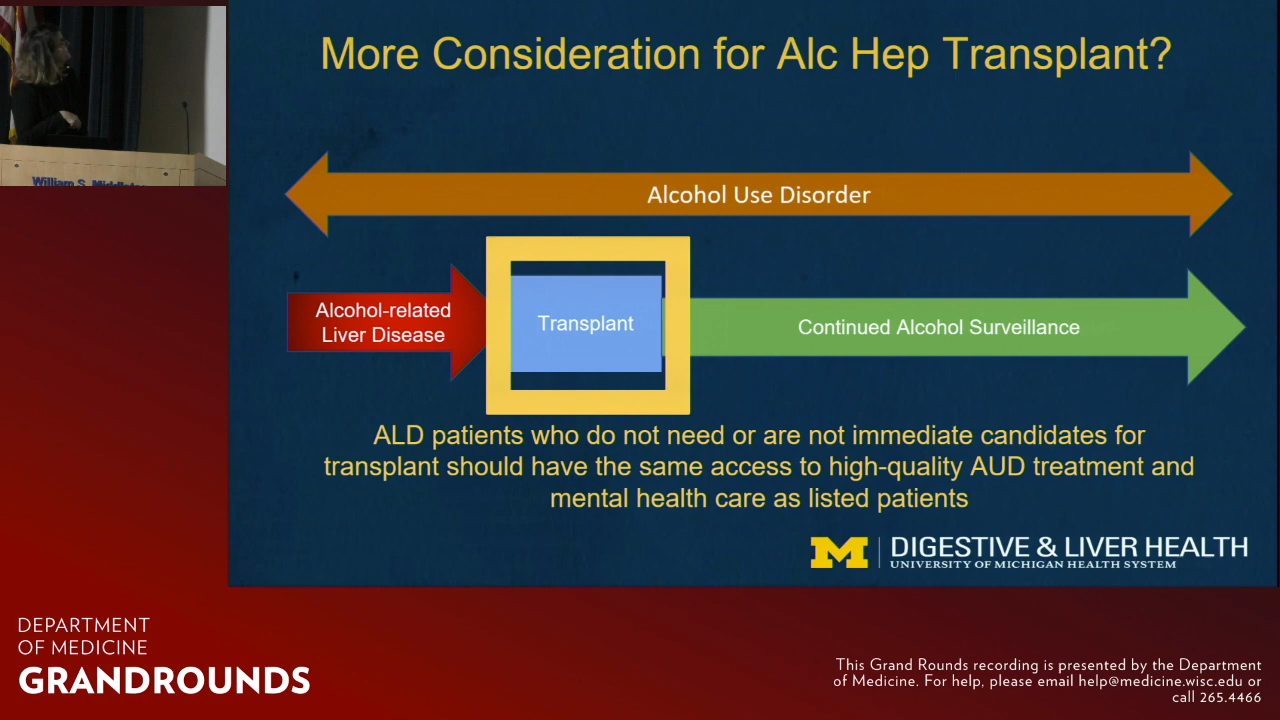 More Consideration for Alc Hep Transplant?
Alcohol Use Disorder
Alcohol-related
Liver Disease
Transplant
Continued Alcohol Surveillance
ALD patients who do not need or are not immediate candidates for
transplant should have the same access to high-quality AUD treatment and
mental health care as listed patients
M
DIGESTIVE & LIVER HEALTH
UNIVERSITY OF MICHIGAN HEALTH SYSTEM
William S.
DEPARTMENT
OF MEDICINE
GRANDROUNDS
This Grand Rounds recording is presented by the Department
of Medicine. For help, please email help@medicine.wisc.edu or
call 265.4466